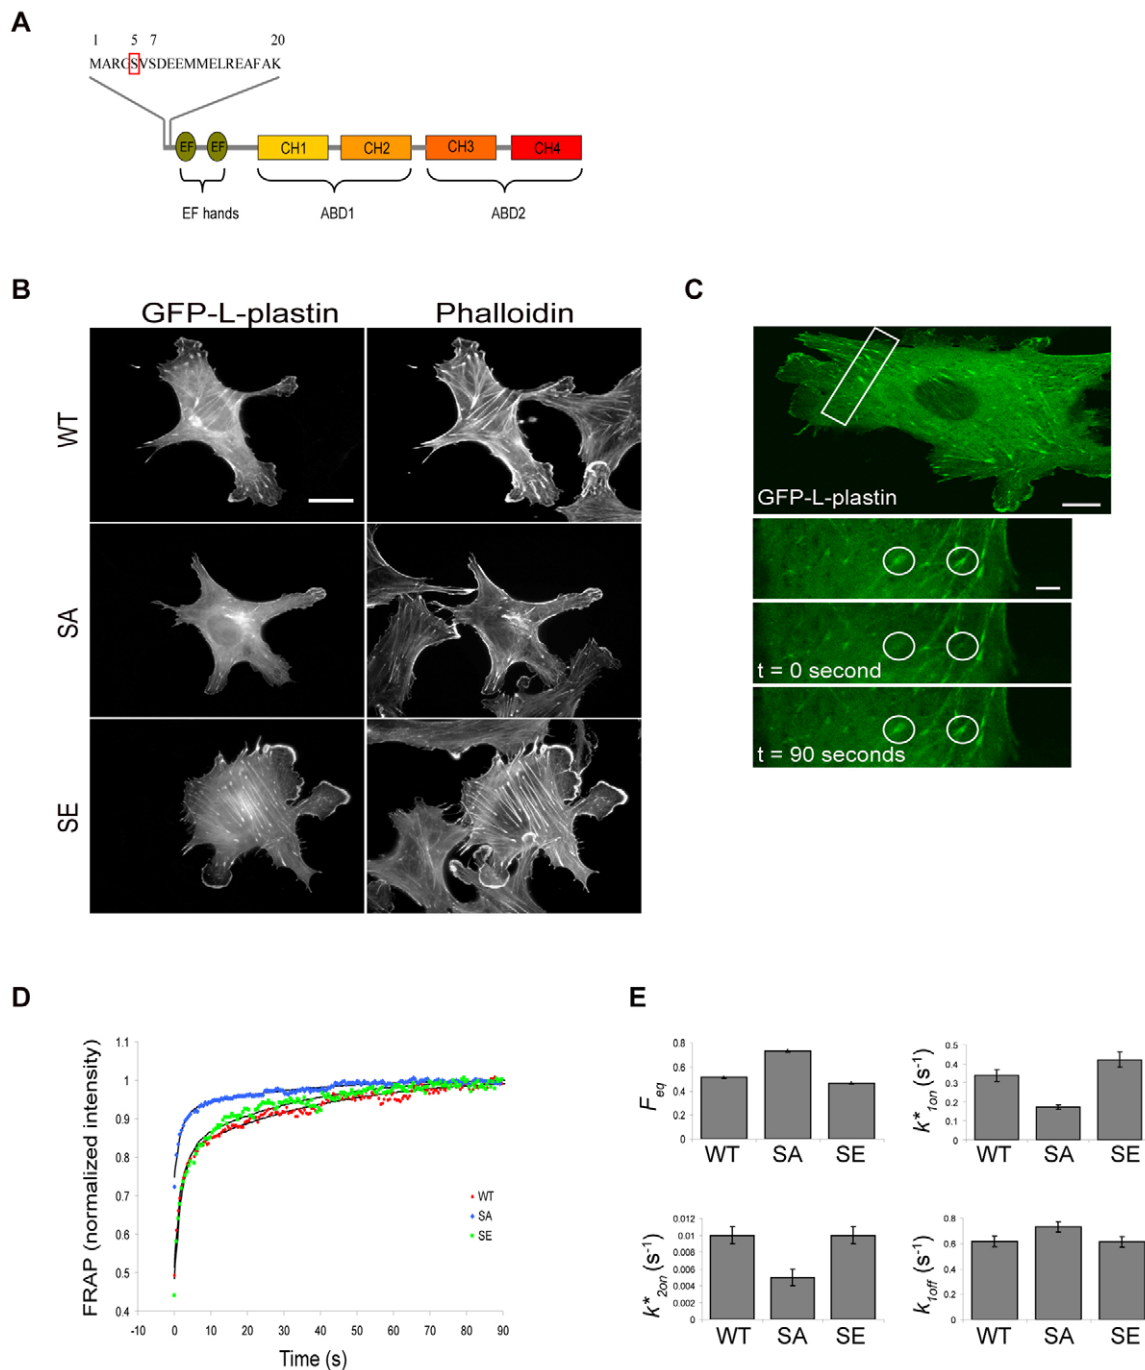 A
1 5 7 20
MARGSVSDEEMMELREAFAK
EF EF CH1 CH2 CH3 CH4
EF hands ABD1 ABD2
B
GFP-L-plastin Phalloidin
WT
SA
SE
C
GFP-L-plastin
t = 0 second
t = 90 seconds
D
FRAP (normalized intensity)
1.1
1
0.9
0.8
0.7
0.6
0.5
0.4
WT
SA
SE
-10 0 10 20 30 40 50 60 70 80 90
Time (s)
E
F_eq
0.8
0.6
0.4
0.2
0
WT SA SE
k*_1on (s⁻¹)
0.5
0.4
0.3
0.2
0.1
0
WT SA SE
k*_2on (s⁻¹)
0.012
0.01
0.008
0.006
0.004
0.002
0
WT SA SE
k_1off (s⁻¹)
0.8
0.6
0.4
0.2
0
WT SA SE